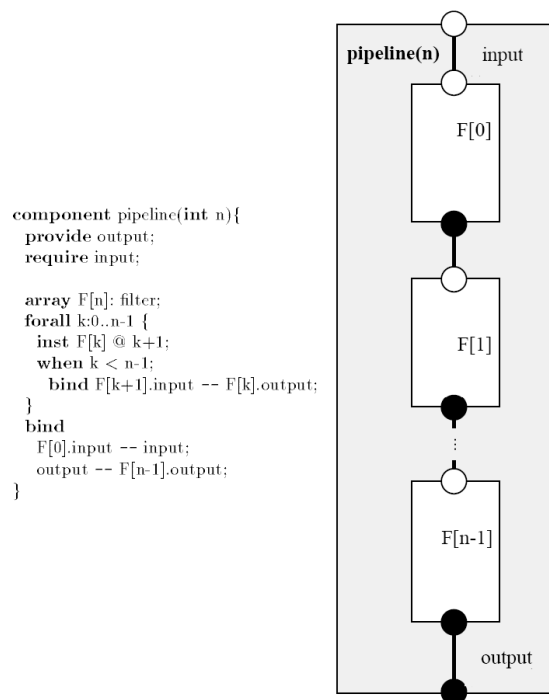 component pipeline(int n){
provide output;
require input;
array F[n]: filter;
forall k:0..n-1 {
inst F[k] @ k+1;
when k < n-1;
bind F[k+1].input -- F[k].output;
}
bind
F[0].input -- input;
output -- F[n-1].output;
}
pipeline(n)
input
F[0]
F[1]
...
F[n-1]
output